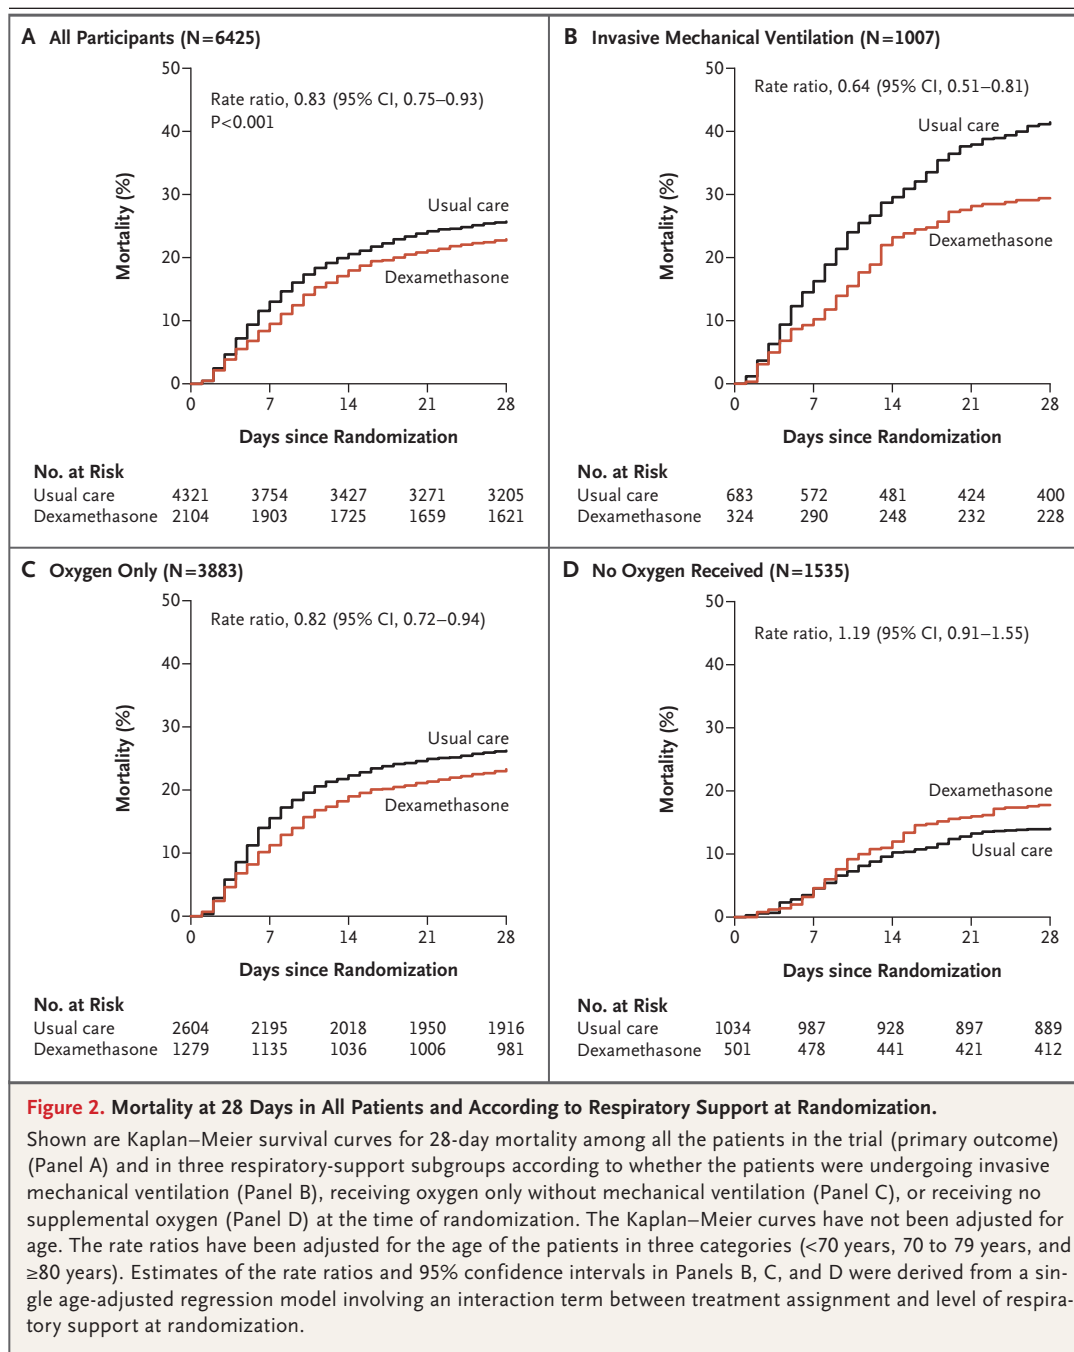 A All Participants (N=6425)
50
40
30
20
10
0
Mortality (%)
Rate ratio, 0.83 (95% CI, 0.75–0.93)
P<0.001
Usual care
Dexamethasone
0 7 14 21 28
Days since Randomization
No. at Risk
Usual care 4321 3754 3427 3271 3205
Dexamethasone 2104 1903 1725 1659 1621
B Invasive Mechanical Ventilation (N=1007)
50
40
30
20
10
0
Mortality (%)
Rate ratio, 0.64 (95% CI, 0.51–0.81)
Usual care
Dexamethasone
0 7 14 21 28
Days since Randomization
No. at Risk
Usual care 683 572 481 424 400
Dexamethasone 324 290 248 232 228
C Oxygen Only (N=3883)
50
40
30
20
10
0
Mortality (%)
Rate ratio, 0.82 (95% CI, 0.72–0.94)
Usual care
Dexamethasone
0 7 14 21 28
Days since Randomization
No. at Risk
Usual care 2604 2195 2018 1950 1916
Dexamethasone 1279 1135 1036 1006 981
D No Oxygen Received (N=1535)
50
40
30
20
10
0
Mortality (%)
Rate ratio, 1.19 (95% CI, 0.91–1.55)
Dexamethasone
Usual care
0 7 14 21 28
Days since Randomization
No. at Risk
Usual care 1034 987 928 897 889
Dexamethasone 501 478 441 421 412
Figure 2. Mortality at 28 Days in All Patients and According to Respiratory Support at Randomization.
Shown are Kaplan–Meier survival curves for 28-day mortality among all the patients in the trial (primary outcome)
(Panel A) and in three respiratory-support subgroups according to whether the patients were undergoing invasive
mechanical ventilation (Panel B), receiving oxygen only without mechanical ventilation (Panel C), or receiving no
supplemental oxygen (Panel D) at the time of randomization. The Kaplan–Meier curves have not been adjusted for
age. The rate ratios have been adjusted for the age of the patients in three categories (<70 years, 70 to 79 years, and
≥80 years). Estimates of the rate ratios and 95% confidence intervals in Panels B, C, and D were derived from a sin-
gle age-adjusted regression model involving an interaction term between treatment assignment and level of respira-
tory support at randomization.